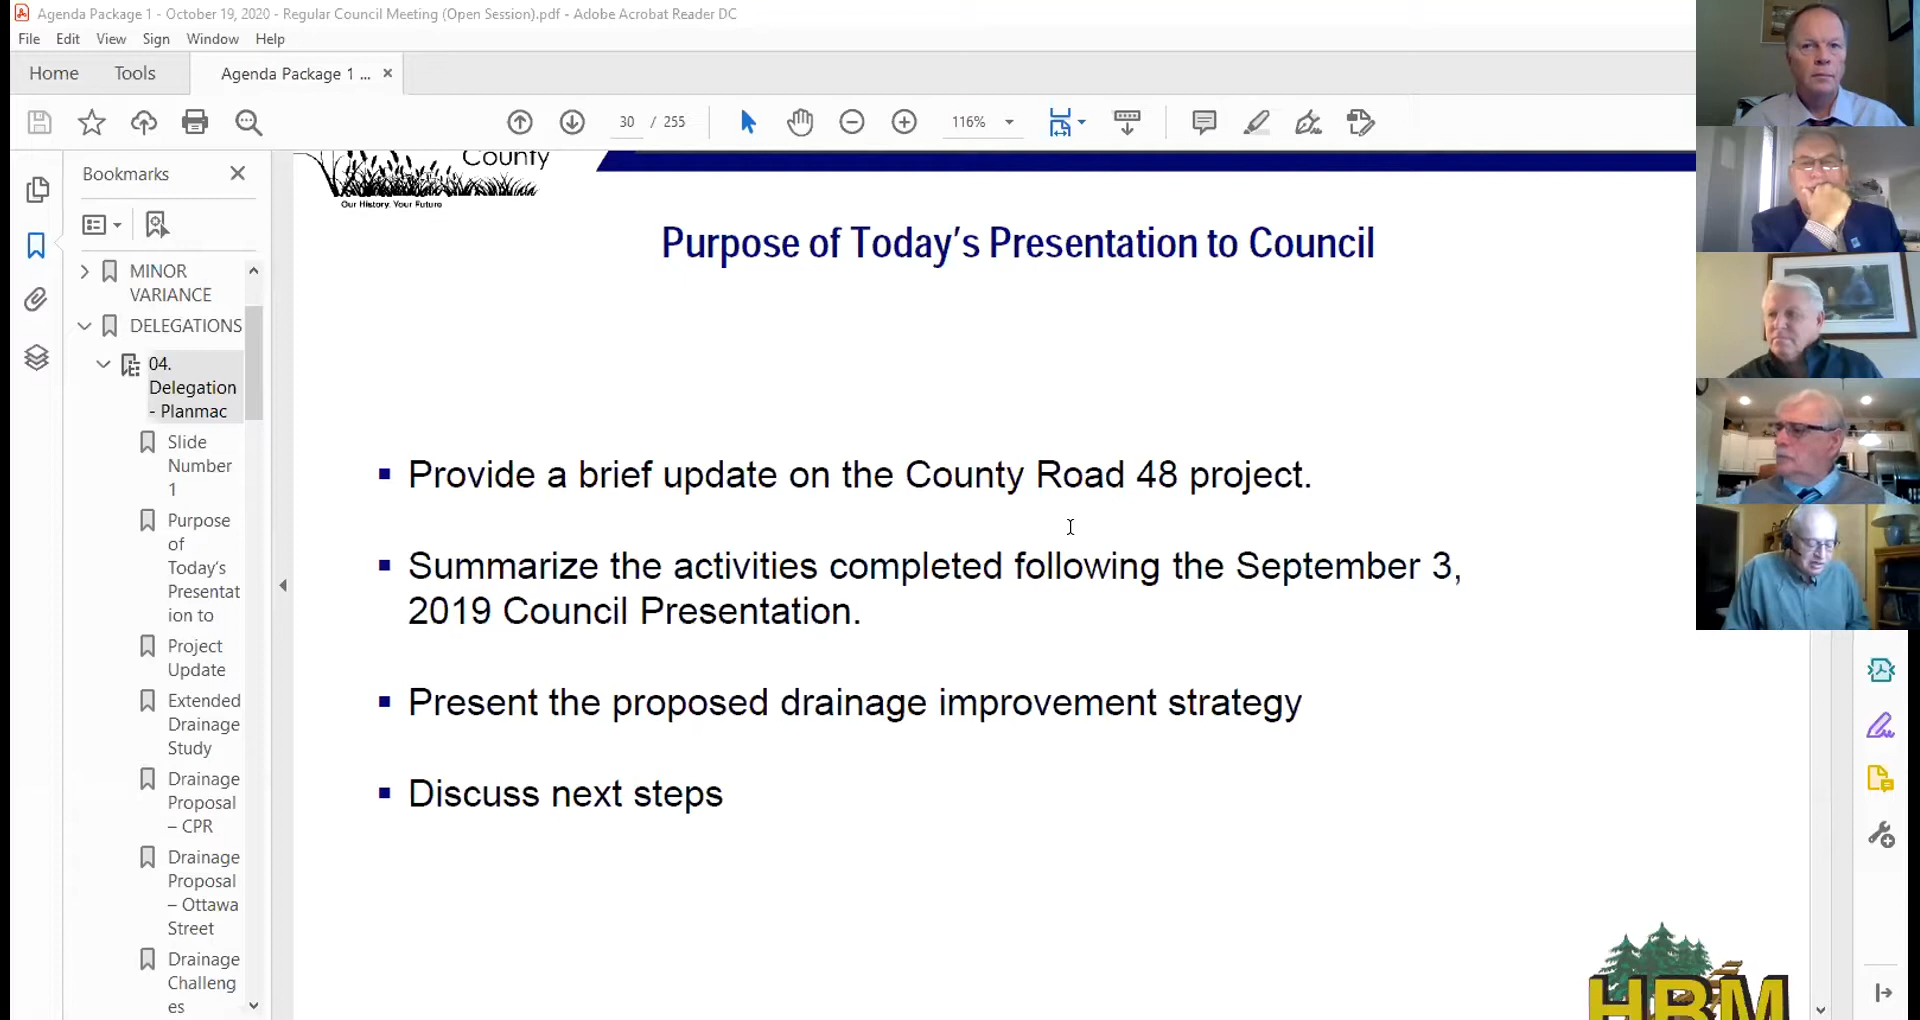 Agenda Package 1 - October 19, 2020 - Regular Council Meeting (Open Session).pdf - Adobe Acrobat Reader DC
File Edit View Sign Window Help
Home Tools Agenda Package 1 ... ×
30 / 255 116%
Bookmarks
MINOR
VARIANCE
DELEGATIONS
04.
Delegation
- Planmac
Slide
Number
1
Purpose
of
Today's
Presentat
ion to
Project
Update
Extended
Drainage
Study
Drainage
Proposal
– CPR
Drainage
Proposal
– Ottawa
Street
Drainage
Challeng
es
County
Our History. Your Future
Purpose of Today's Presentation to Council
▪ Provide a brief update on the County Road 48 project.
▪ Summarize the activities completed following the September 3,
2019 Council Presentation.
▪ Present the proposed drainage improvement strategy
▪ Discuss next steps
HBM